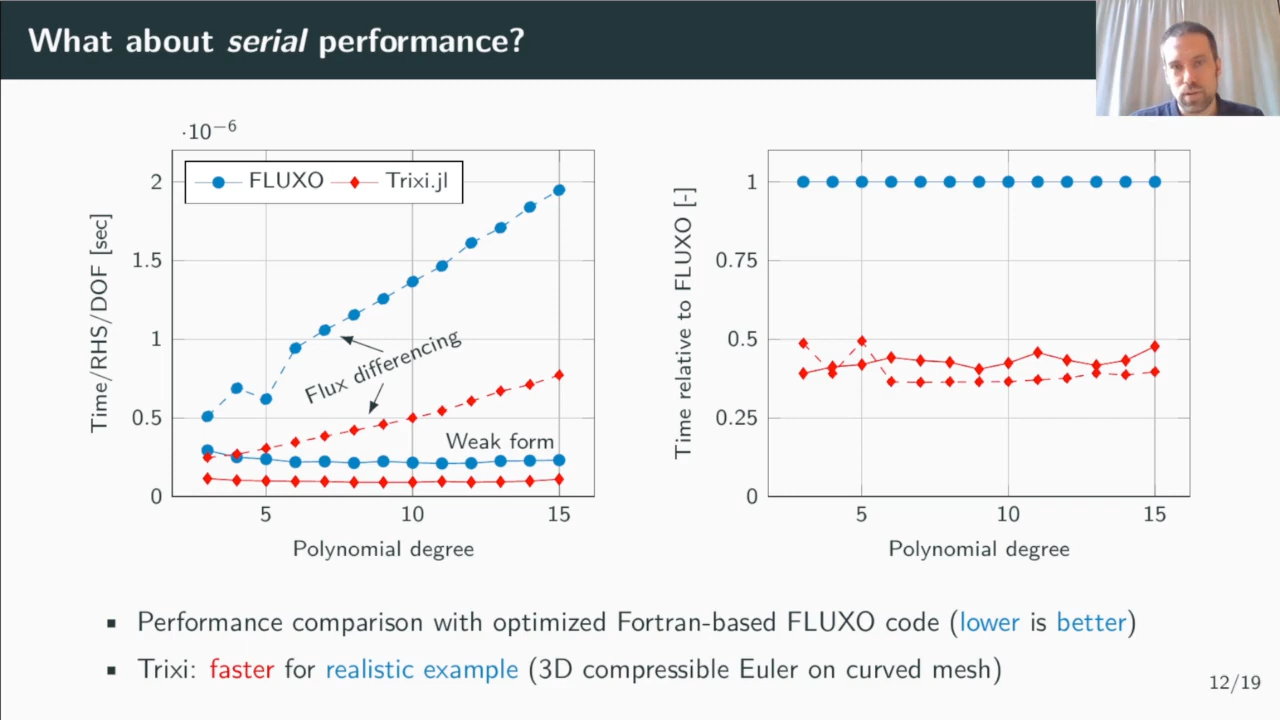 What about serial performance?
·10−6
FLUXO Trixi.jl
2
1.5
1
0.5
0
Time/RHS/DOF [sec]
Flux differencing
Weak form
5 10 15
Polynomial degree
1
0.75
0.5
0.25
0
Time relative to FLUXO [-]
5 10 15
Polynomial degree
▪ Performance comparison with optimized Fortran-based FLUXO code (lower is better)
▪ Trixi: faster for realistic example (3D compressible Euler on curved mesh)
12/19